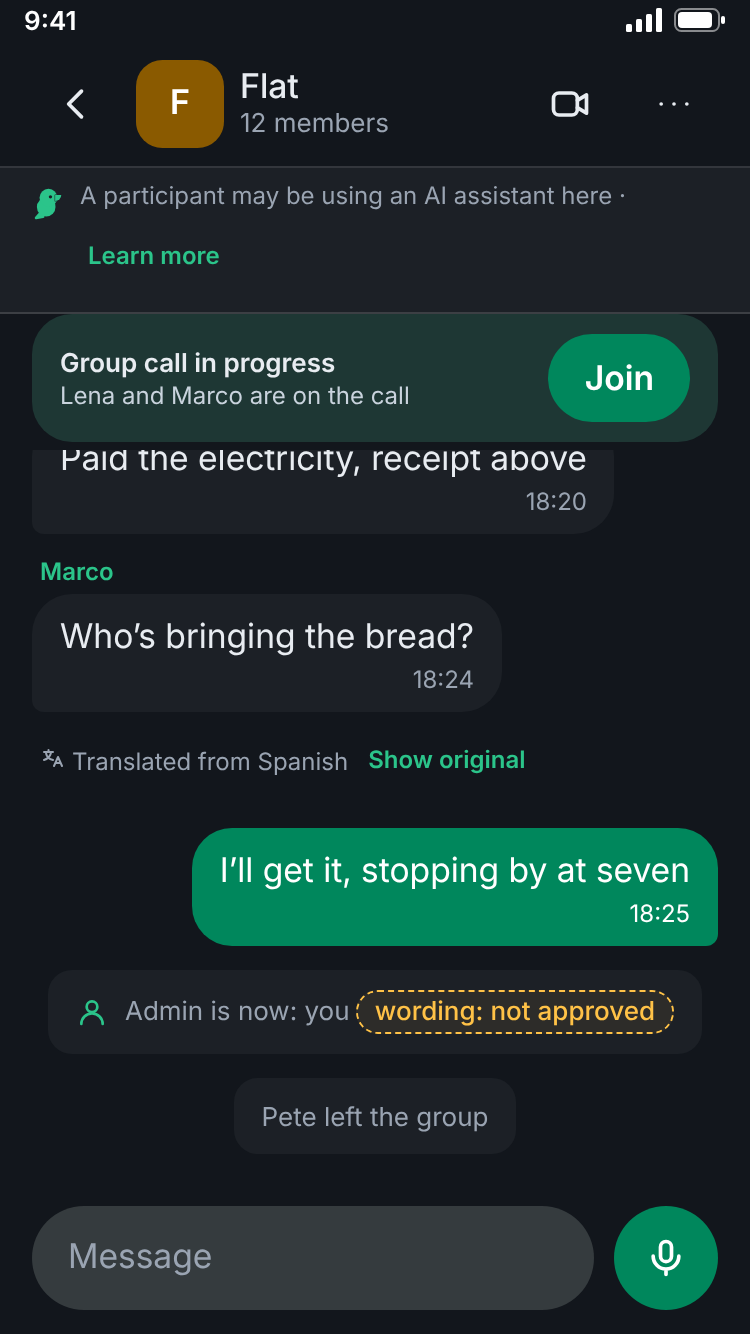 9:41
F
Flat
12 members
A participant may be using an AI assistant here ·
Learn more
Group call in progress
Lena and Marco are on the call
Join
Paid the electricity, receipt above
18:20
Marco
Who’s bringing the bread?
18:24
Translated from Spanish Show original
I’ll get it, stopping by at seven
18:25
Admin is now: you wording: not approved
Pete left the group
Message